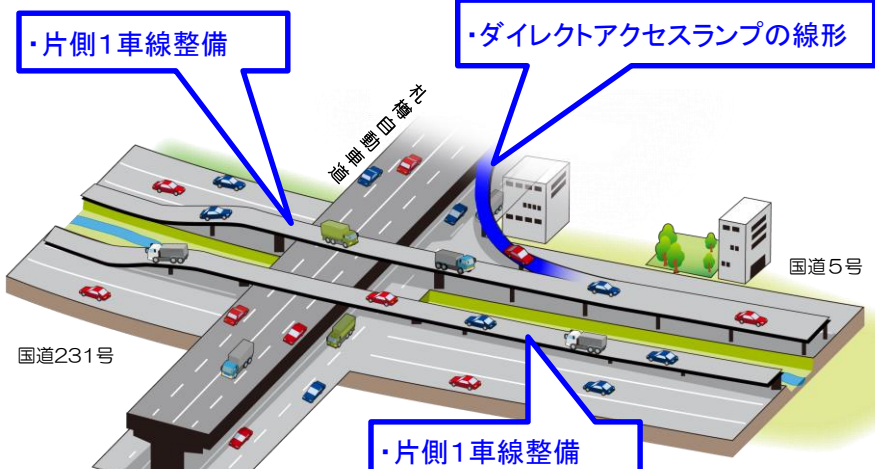 ・片側１車線整備
・ダイレクトアクセスランプの線形
札樽自動車道
国道５号
国道231号
・片側１車線整備